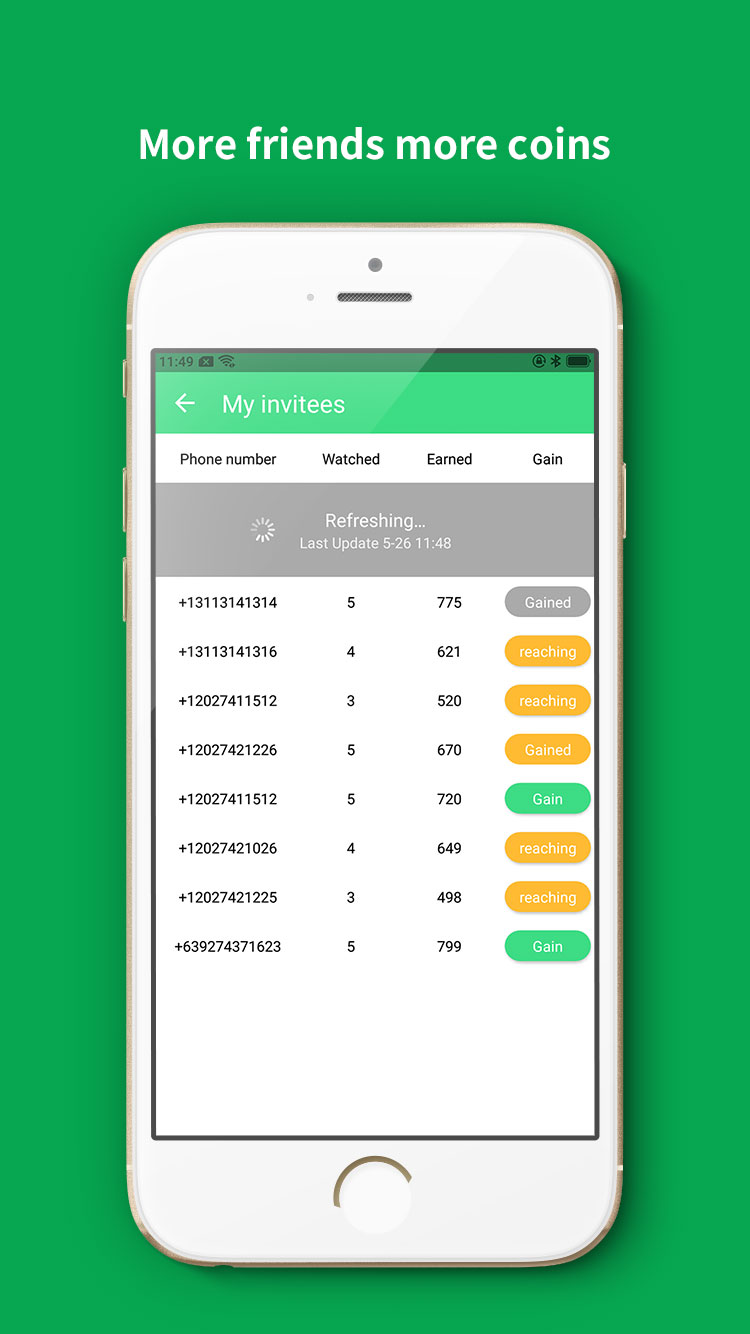 More friends more coins
11:49
My invitees
Phone number Watched Earned Gain
Refreshing...
Last Update 5-26 11:48
+13113141314 5 775 Gained
+13113141316 4 621 reaching
+12027411512 3 520 reaching
+12027421226 5 670 Gained
+12027411512 5 720 Gain
+12027421026 4 649 reaching
+12027421225 3 498 reaching
+639274371623 5 799 Gain